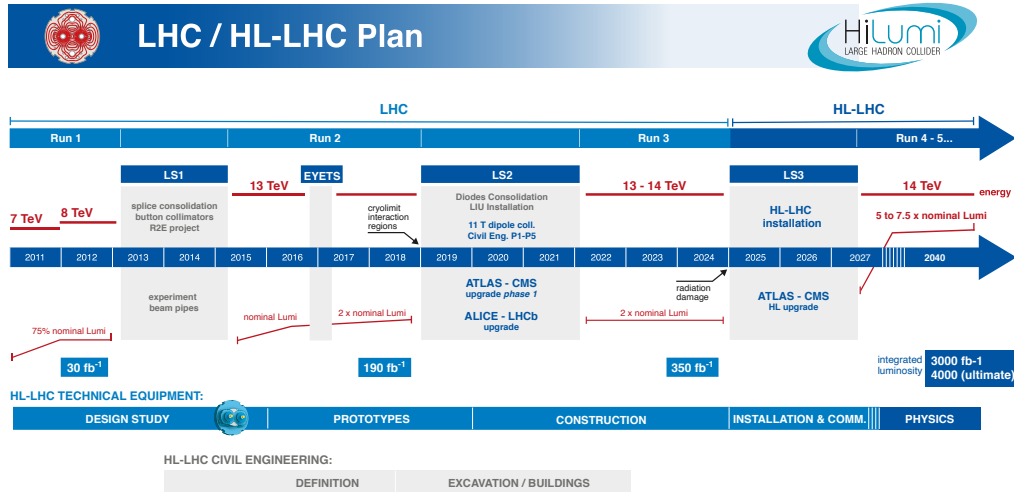 LHC / HL-LHC Plan
HiLumi
LARGE HADRON COLLIDER
LHC
HL-LHC
Run 1
Run 2
Run 3
Run 4 - 5...
LS1
EYETS
LS2
LS3
13 TeV
13 - 14 TeV
14 TeV
energy
7 TeV
8 TeV
splice consolidation
button collimators
R2E project
cryolimit
interaction
regions
Diodes Consolidation
LIU Installation
11 T dipole coll.
Civil Eng. P1-P5
HL-LHC
installation
5 to 7.5 x nominal Lumi
2011 2012 2013 2014 2015 2016 2017 2018 2019 2020 2021 2022 2023 2024 2025 2026 2027 2040
experiment
beam pipes
ATLAS - CMS
upgrade phase 1
ALICE - LHCb
upgrade
radiation
damage
ATLAS - CMS
HL upgrade
75% nominal Lumi
nominal Lumi
2 x nominal Lumi
2 x nominal Lumi
30 fb-1
190 fb-1
350 fb-1
integrated
luminosity
3000 fb-1
4000 (ultimate)
HL-LHC TECHNICAL EQUIPMENT:
DESIGN STUDY
PROTOTYPES
CONSTRUCTION
INSTALLATION & COMM.
PHYSICS
HL-LHC CIVIL ENGINEERING:
DEFINITION
EXCAVATION / BUILDINGS